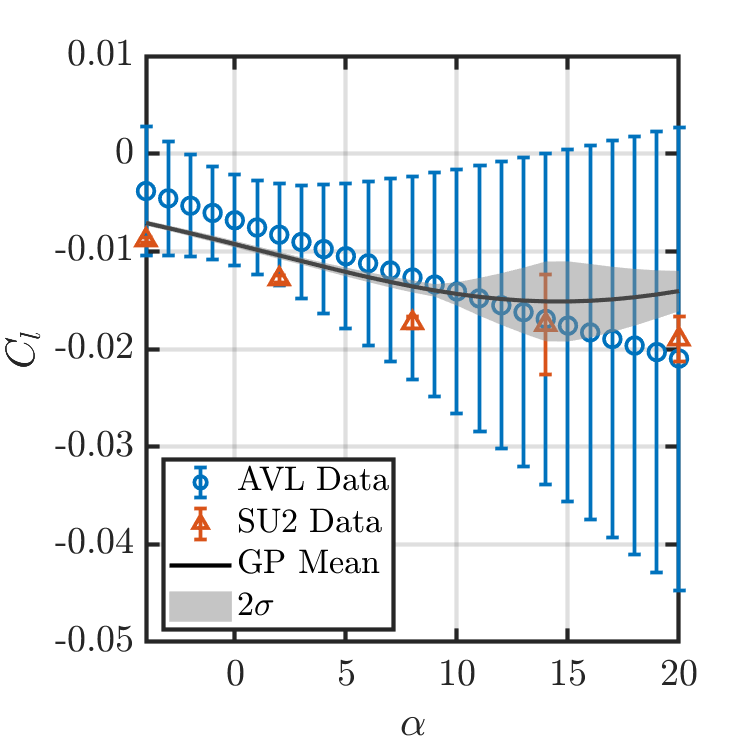 0.01
0
-0.01
-0.02
-0.03
-0.04
-0.05
C_l
AVL Data
SU2 Data
GP Mean
2σ
0 5 10 15 20
α